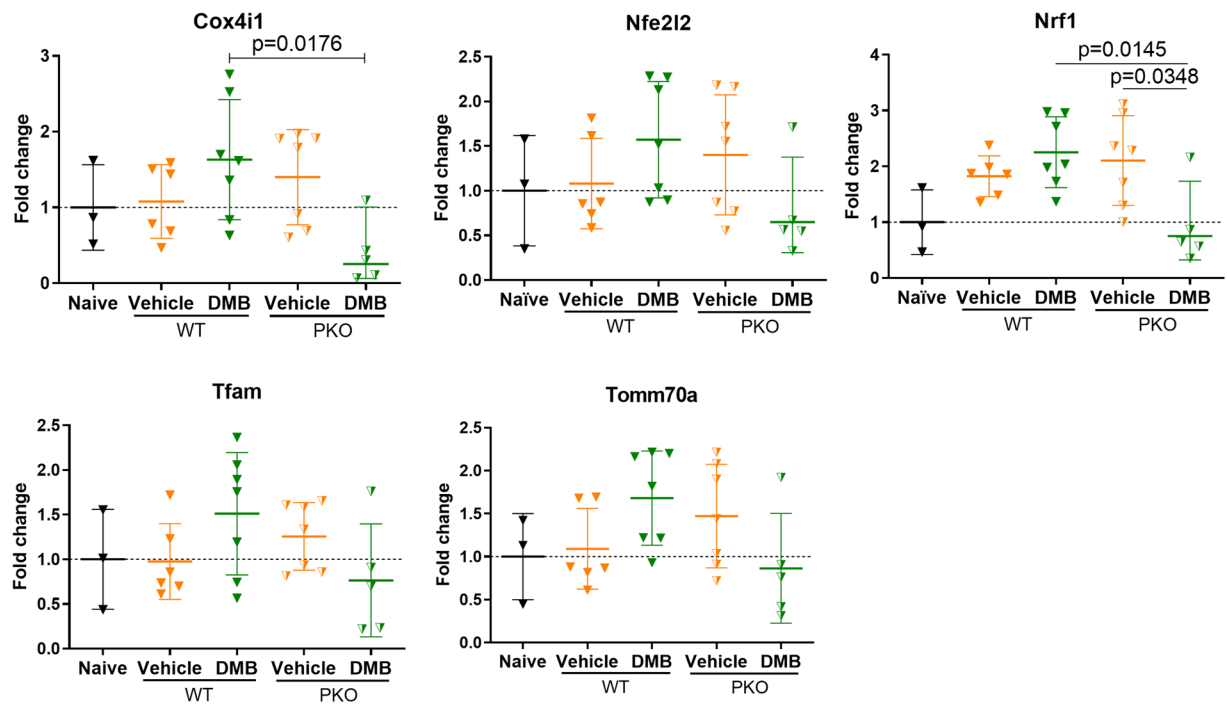 Cox4i1
p=0.0176
Fold change
3
2
1
0
Naive Vehicle DMB Vehicle DMB
WT PKO
Nfe2l2
Fold change
2.5
2.0
1.5
1.0
0.5
0.0
Naïve Vehicle DMB Vehicle DMB
WT PKO
Nrf1
p=0.0145
p=0.0348
Fold change
4
3
2
1
0
Naïve Vehicle DMB Vehicle DMB
WT PKO
Tfam
Fold change
2.5
2.0
1.5
1.0
0.5
0.0
Naive Vehicle DMB Vehicle DMB
WT PKO
Tomm70a
Fold change
2.5
2.0
1.5
1.0
0.5
0.0
Naive Vehicle DMB Vehicle DMB
WT PKO